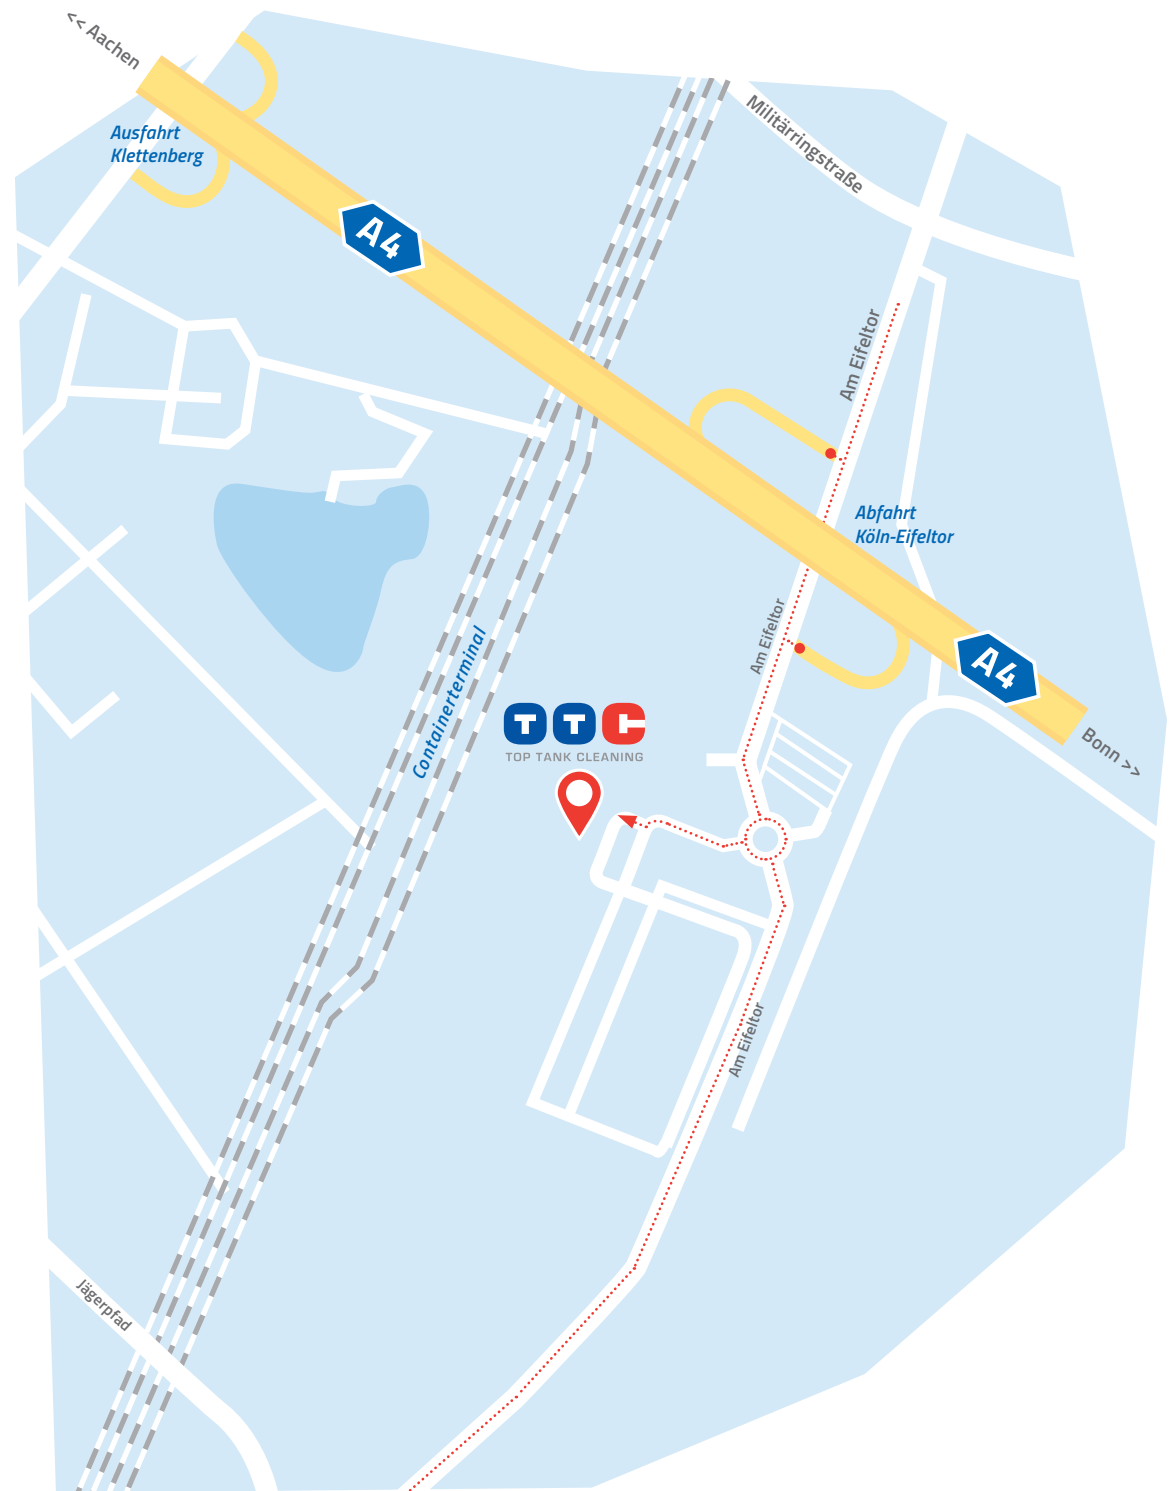 << Aachen
Ausfahrt
Klettenberg
Militärringstraße
A4
Am Eifeltor
Abfahrt
Köln-Eifeltor
Am Eifeltor
A4
Containerterminal
TTC
TOP TANK CLEANING
Bonn >>
Am Eifeltor
Jägerpfad